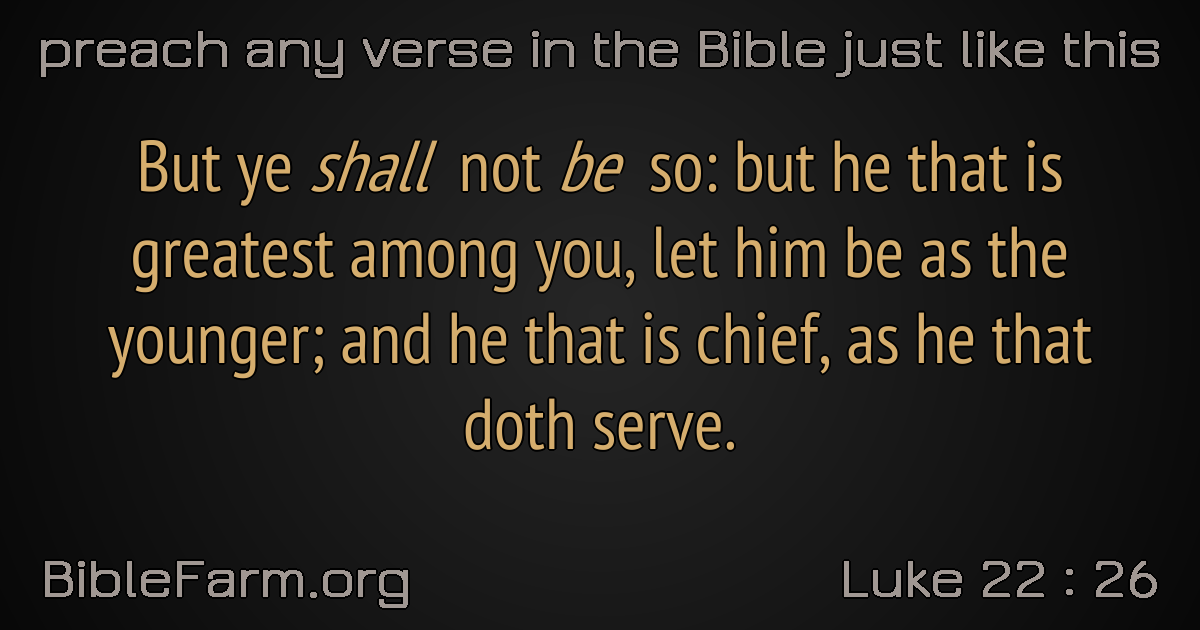 preach any verse in the Bible just like this
But ye shall not be so: but he that is
greatest among you, let him be as the
younger; and he that is chief, as he that
doth serve.
BibleFarm.org
Luke 22 : 26